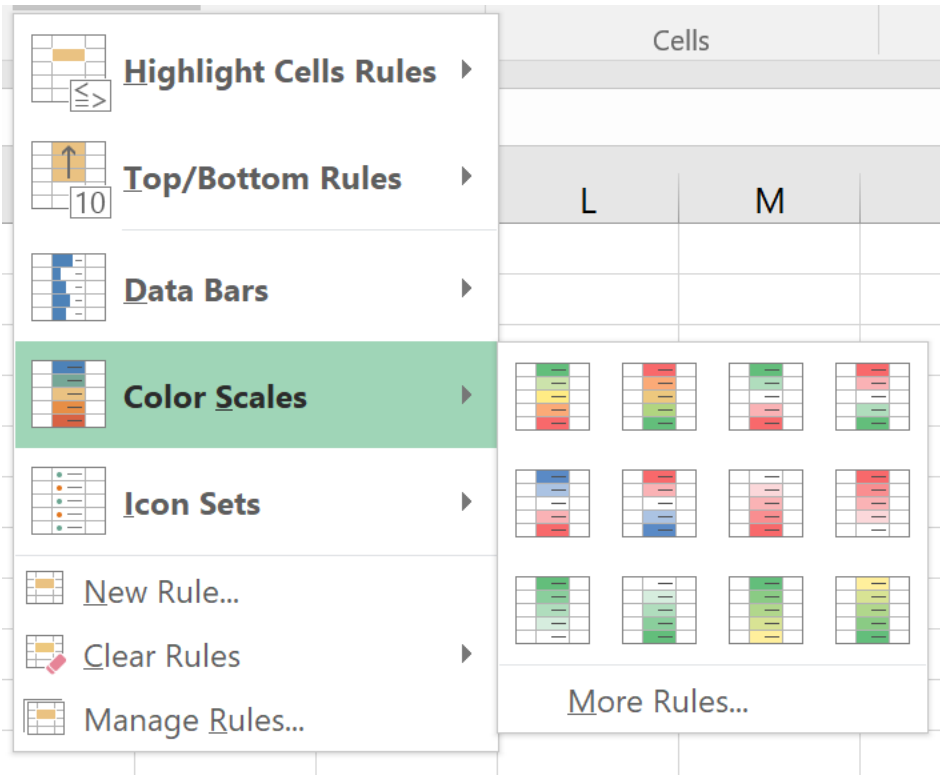 Cells
Highlight Cells Rules
Top/Bottom Rules
10
L
M
Data Bars
Color Scales
Icon Sets
New Rule...
Clear Rules
Manage Rules...
More Rules...